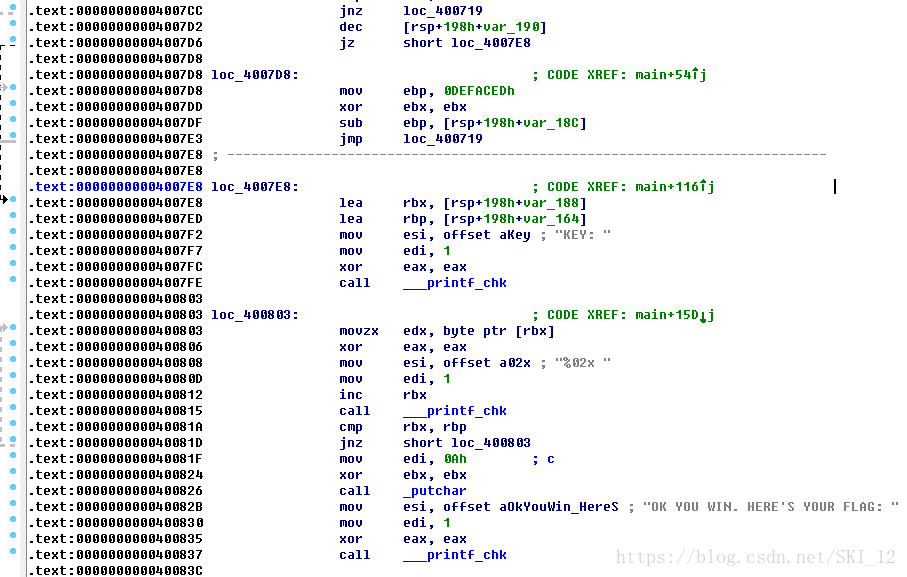 .text:00000000004007CC jnz loc_400719
.text:00000000004007D2 dec [rsp+198h+var_190]
.text:00000000004007D6 jz short loc_4007E8
.text:00000000004007D8
.text:00000000004007D8 loc_4007D8: ; CODE XREF: main+54↑j
.text:00000000004007D8 mov ebp, 0DEFACEDh
.text:00000000004007DD xor ebx, ebx
.text:00000000004007DF sub ebp, [rsp+198h+var_18C]
.text:00000000004007E3 jmp loc_400719
.text:00000000004007E8 ; ---------------------------------------------------------------------------
.text:00000000004007E8
.text:00000000004007E8 loc_4007E8: ; CODE XREF: main+116↑j
.text:00000000004007E8 lea rbx, [rsp+198h+var_188]
.text:00000000004007ED lea rbp, [rsp+198h+var_164]
.text:00000000004007F2 mov esi, offset aKey ; "KEY: "
.text:00000000004007F7 mov edi, 1
.text:00000000004007FC xor eax, eax
.text:00000000004007FE call ___printf_chk
.text:0000000000400803
.text:0000000000400803 loc_400803: ; CODE XREF: main+15D↓j
.text:0000000000400803 movzx edx, byte ptr [rbx]
.text:0000000000400806 xor eax, eax
.text:0000000000400808 mov esi, offset a02x ; "%02x "
.text:000000000040080D mov edi, 1
.text:0000000000400812 inc rbx
.text:0000000000400815 call ___printf_chk
.text:000000000040081A cmp rbx, rbp
.text:000000000040081D jnz short loc_400803
.text:000000000040081F mov edi, 0Ah ; c
.text:0000000000400824 xor ebx, ebx
.text:0000000000400826 call _putchar
.text:000000000040082B mov esi, offset aOkYouWin_HereS ; "OK YOU WIN. HERE'S YOUR FLAG: "
.text:0000000000400830 mov edi, 1
.text:0000000000400835 xor eax, eax
.text:0000000000400837 call ___printf_chk
.text:000000000040083C
https://blog.csdn.net/SKI_12